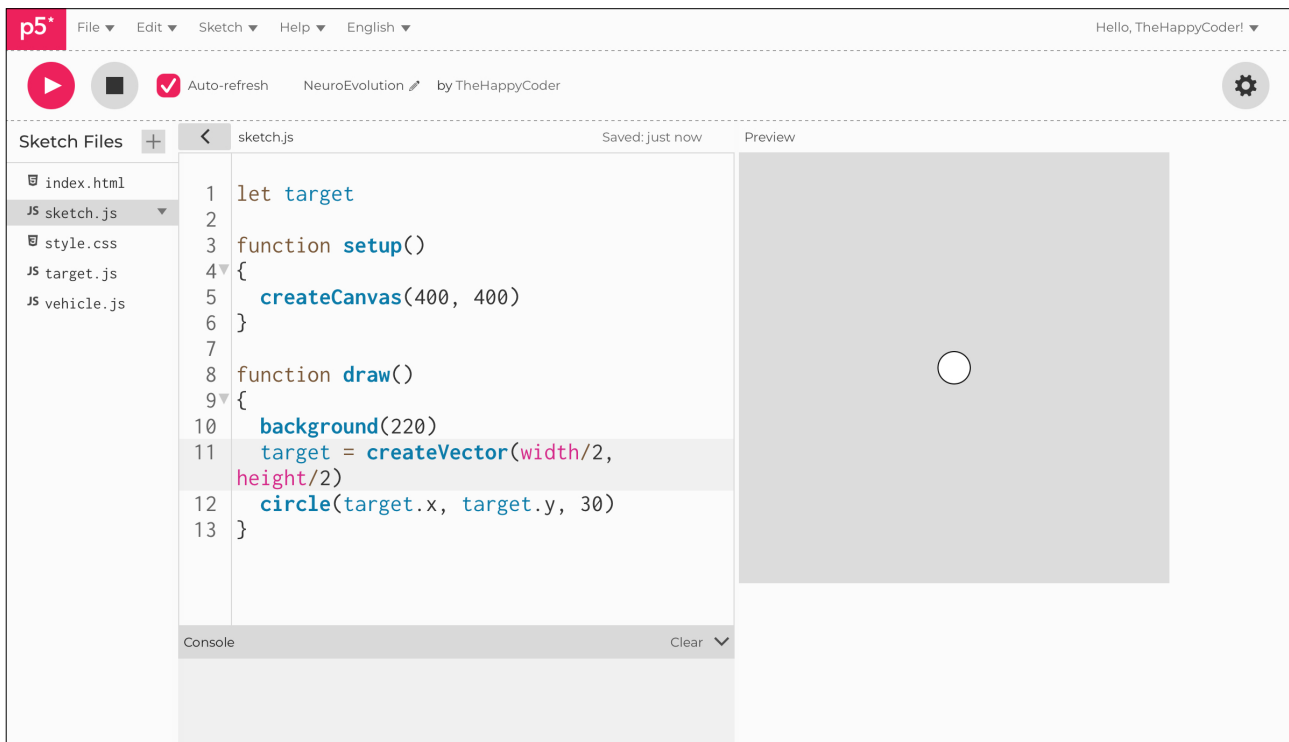 p5* File Edit Sketch Help English Hello, TheHappyCoder!
Auto-refresh NeuroEvolution by TheHappyCoder
Sketch Files + sketch.js Saved: just now Preview
index.html
JS sketch.js
style.css
JS target.js
JS vehicle.js
1 let target
2
3 function setup()
4 {
5   createCanvas(400, 400)
6 }
7
8 function draw()
9 {
10   background(220)
11   target = createVector(width/2,
height/2)
12   circle(target.x, target.y, 30)
13 }
Console Clear